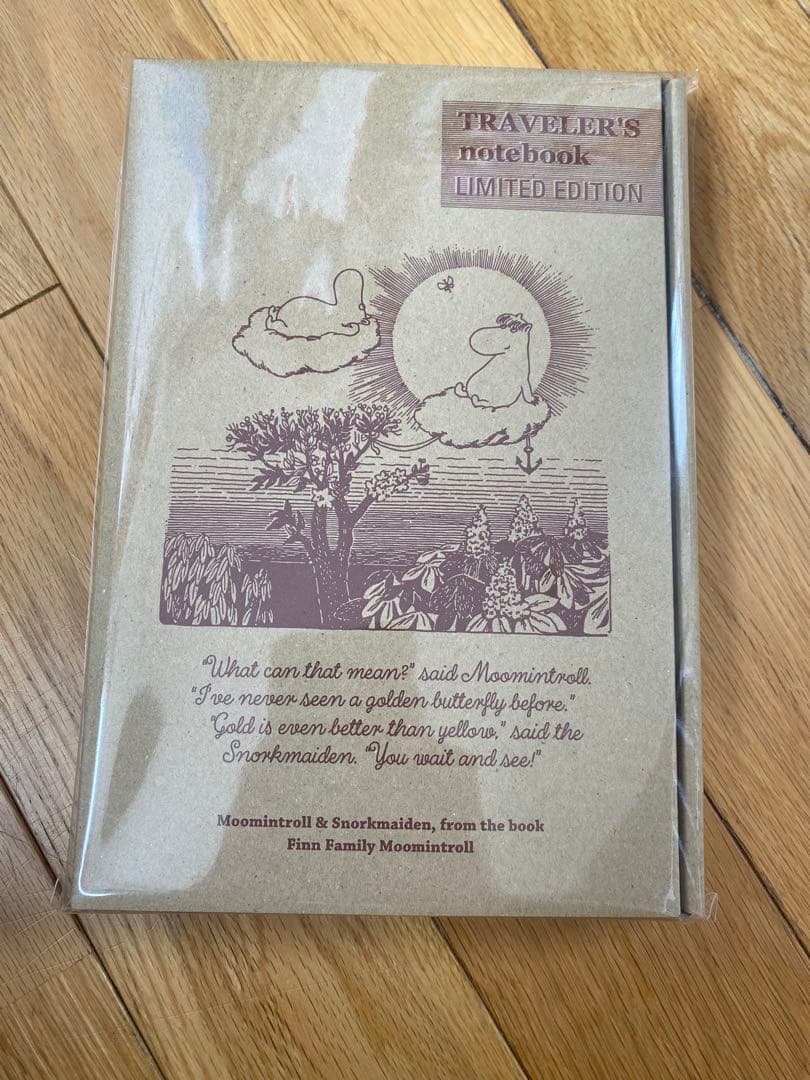 TRAVELER'S
notebook
LIMITED EDITION
"What can that mean?" said Moomintroll.
"I've never seen a golden butterfly before."
"Gold is even better than yellow," said the
Snorkmaiden. "You wait and see!"
Moomintroll & Snorkmaiden, from the book
Finn Family Moomintroll